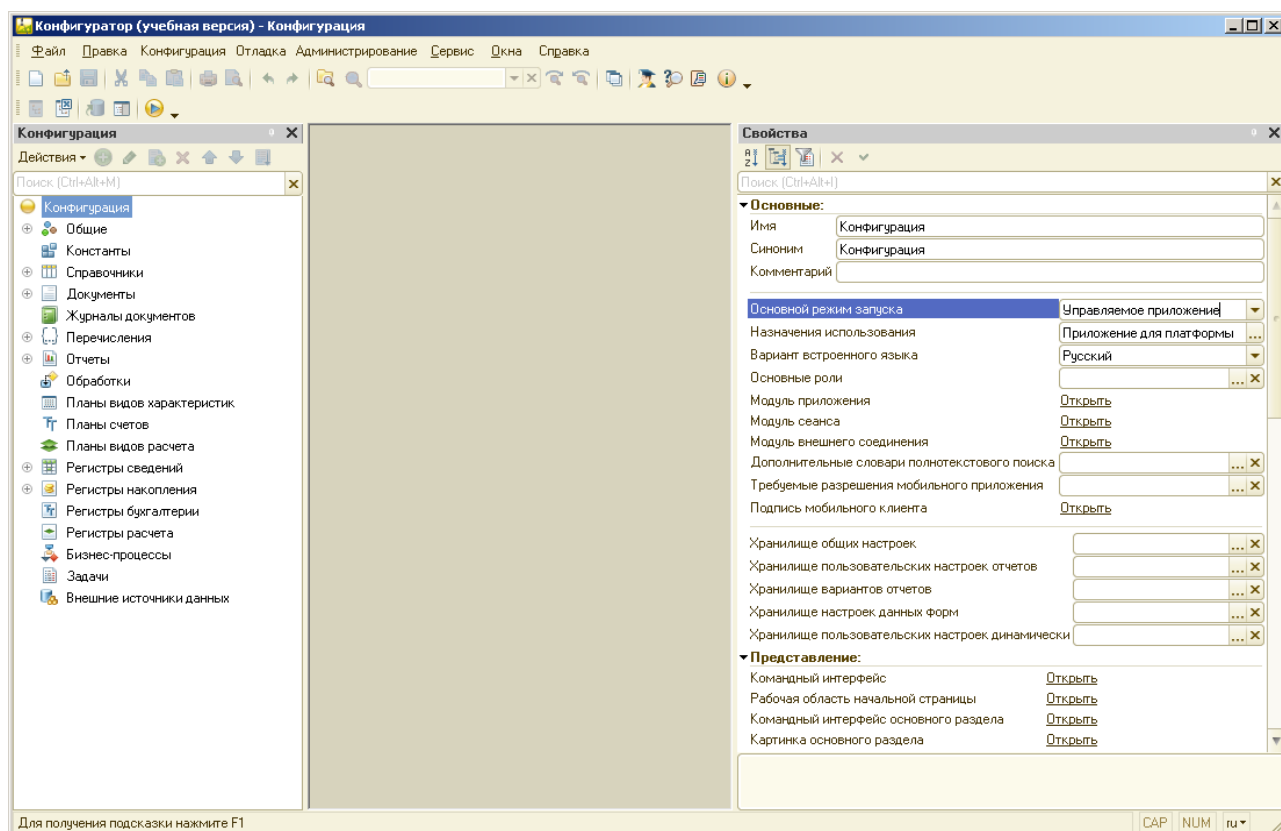 Конфигуратор (учебная версия) - Конфигурация
Файл Правка Конфигурация Отладка Администрирование Сервис Окна Справка
Конфигурация
Действия
Поиск (Ctrl+Alt+M)
Конфигурация
Общие
Константы
Справочники
Документы
Журналы документов
Перечисления
Отчеты
Обработки
Планы видов характеристик
Планы счетов
Планы видов расчета
Регистры сведений
Регистры накопления
Регистры бухгалтерии
Регистры расчета
Бизнес-процессы
Задачи
Внешние источники данных
Свойства
Поиск (Ctrl+Alt+I)
Основные:
Имя Конфигурация
Синоним Конфигурация
Комментарий
Основной режим запуска Управляемое приложение
Назначения использования Приложение для платформы ...
Вариант встроенного языка Русский
Основные роли ...
Модуль приложения Открыть
Модуль сеанса Открыть
Модуль внешнего соединения Открыть
Дополнительные словари полнотекстового поиска ...
Требуемые разрешения мобильного приложения ...
Подпись мобильного клиента Открыть
Хранилище общих настроек ...
Хранилище пользовательских настроек отчетов ...
Хранилище вариантов отчетов ...
Хранилище настроек данных форм ...
Хранилище пользовательских настроек динамически ...
Представление:
Командный интерфейс Открыть
Рабочая область начальной страницы Открыть
Командный интерфейс основного раздела Открыть
Картинка основного раздела Открыть
Для получения подсказки нажмите F1
CAP NUM ru